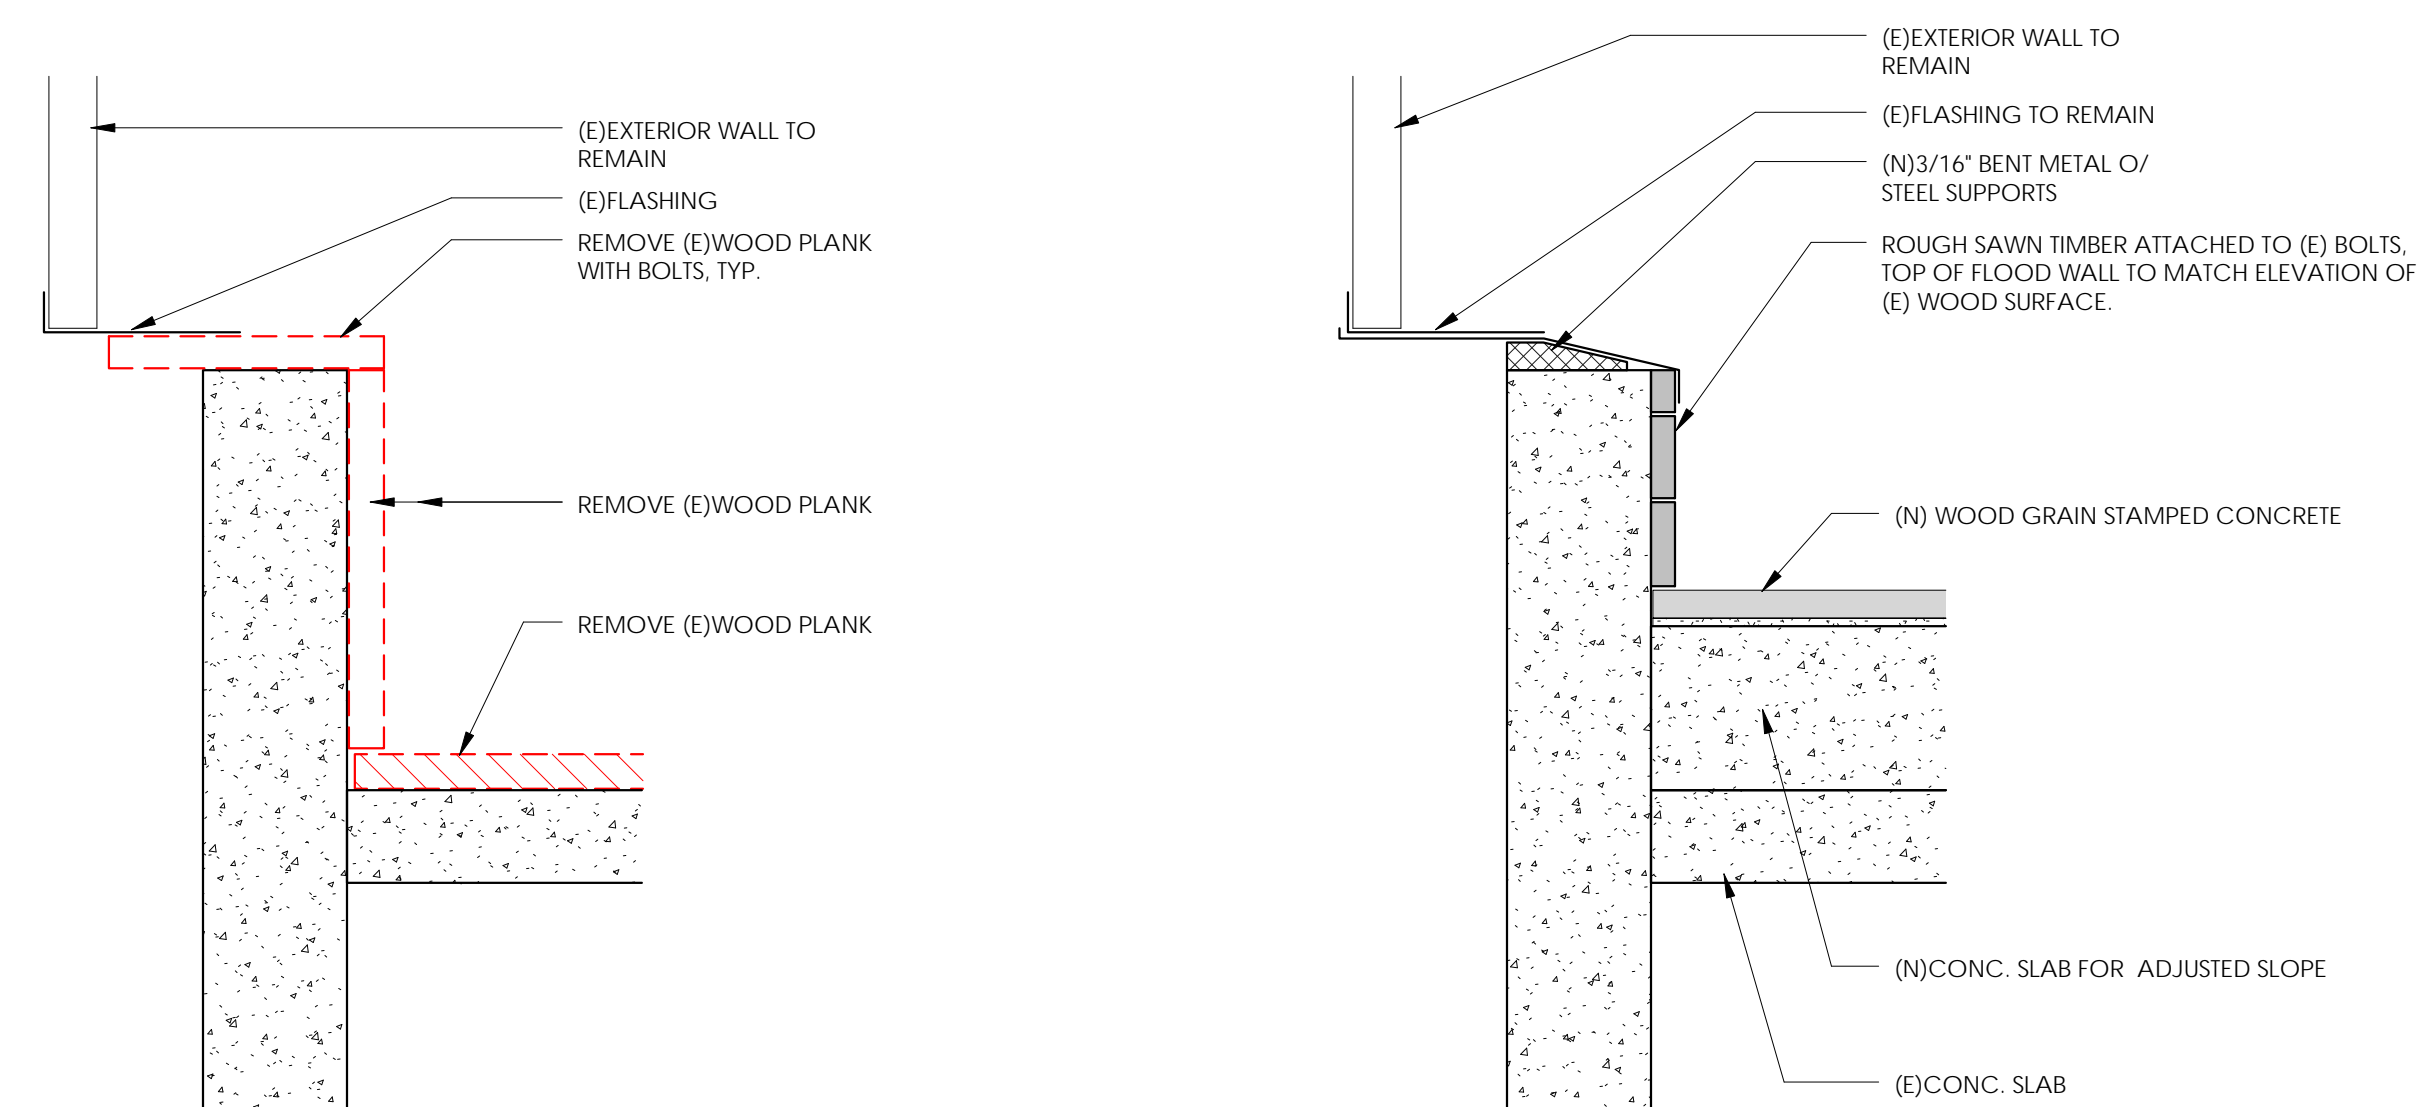 (E)EXTERIOR WALL TO
REMAIN
(E)FLASHING
REMOVE (E)WOOD PLANK
WITH BOLTS, TYP.
REMOVE (E)WOOD PLANK
REMOVE (E)WOOD PLANK
(E)EXTERIOR WALL TO
REMAIN
(E)FLASHING TO REMAIN
(N)3/16" BENT METAL O/
STEEL SUPPORTS
ROUGH SAWN TIMBER ATTACHED TO (E) BOLTS,
TOP OF FLOOD WALL TO MATCH ELEVATION OF
(E) WOOD SURFACE.
(N) WOOD GRAIN STAMPED CONCRETE
(N)CONC. SLAB FOR  ADJUSTED SLOPE
(E)CONC. SLAB